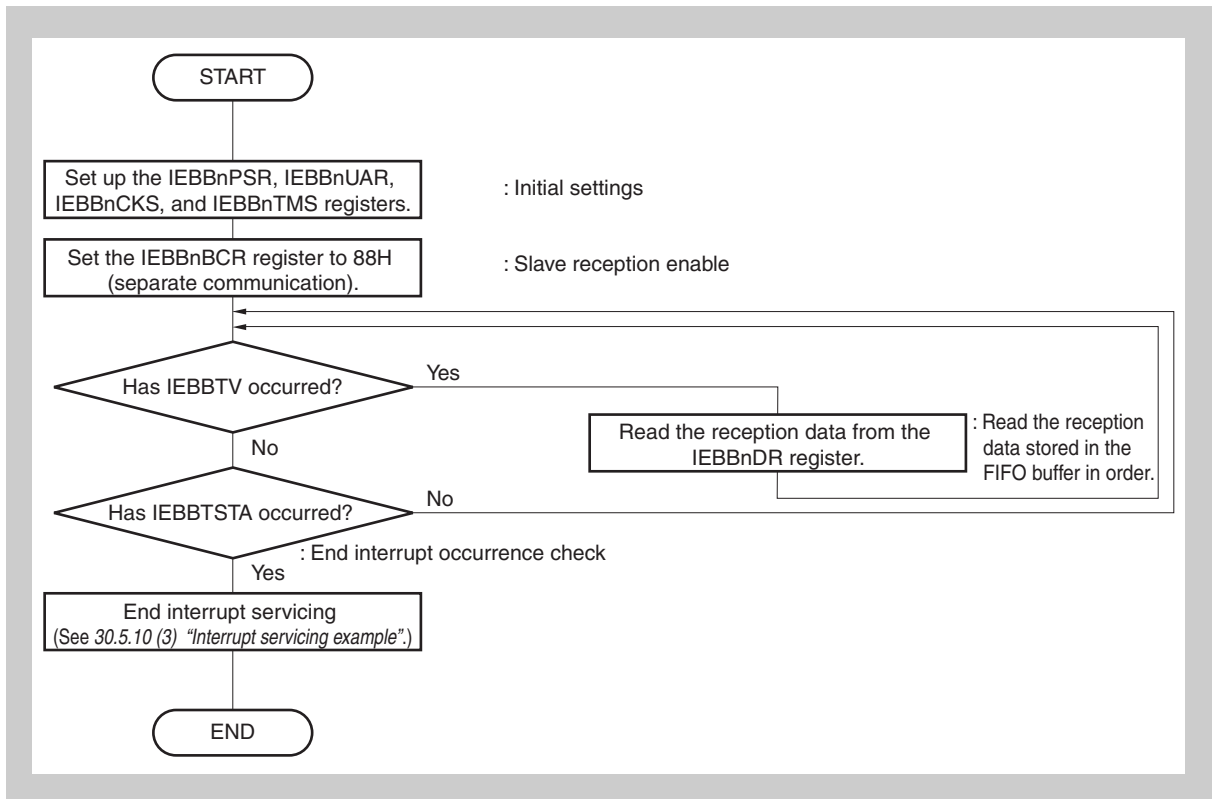 START
Set up the IEBBnPSR, IEBBnUAR,
IEBBnCKS, and IEBBnTMS registers.
: Initial settings
Set the IEBBnBCR register to 88H
(separate communication).
: Slave reception enable
Has IEBBTV occurred?
Yes
Read the reception data from the
IEBBnDR register.
: Read the reception
data stored in the
FIFO buffer in order.
No
Has IEBBTSTA occurred?
No
: End interrupt occurrence check
Yes
End interrupt servicing
(See 30.5.10 (3) “Interrupt servicing example”.)
END